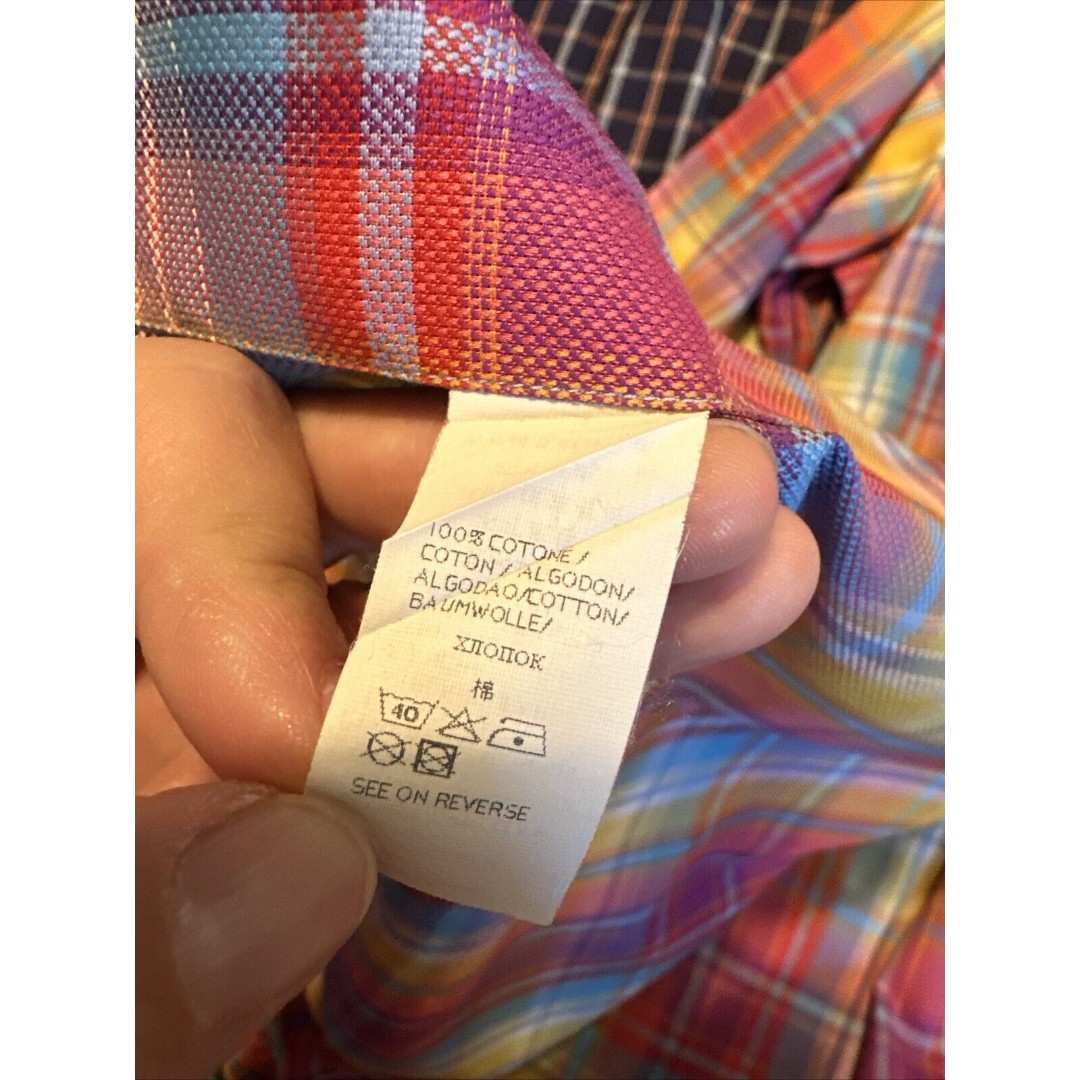 100% COTONE/
COTON / ALGODON/
ALGODAO/COTTON/
BAUMWOLLE/
ХЛОПОК
棉
40
SEE ON REVERSE